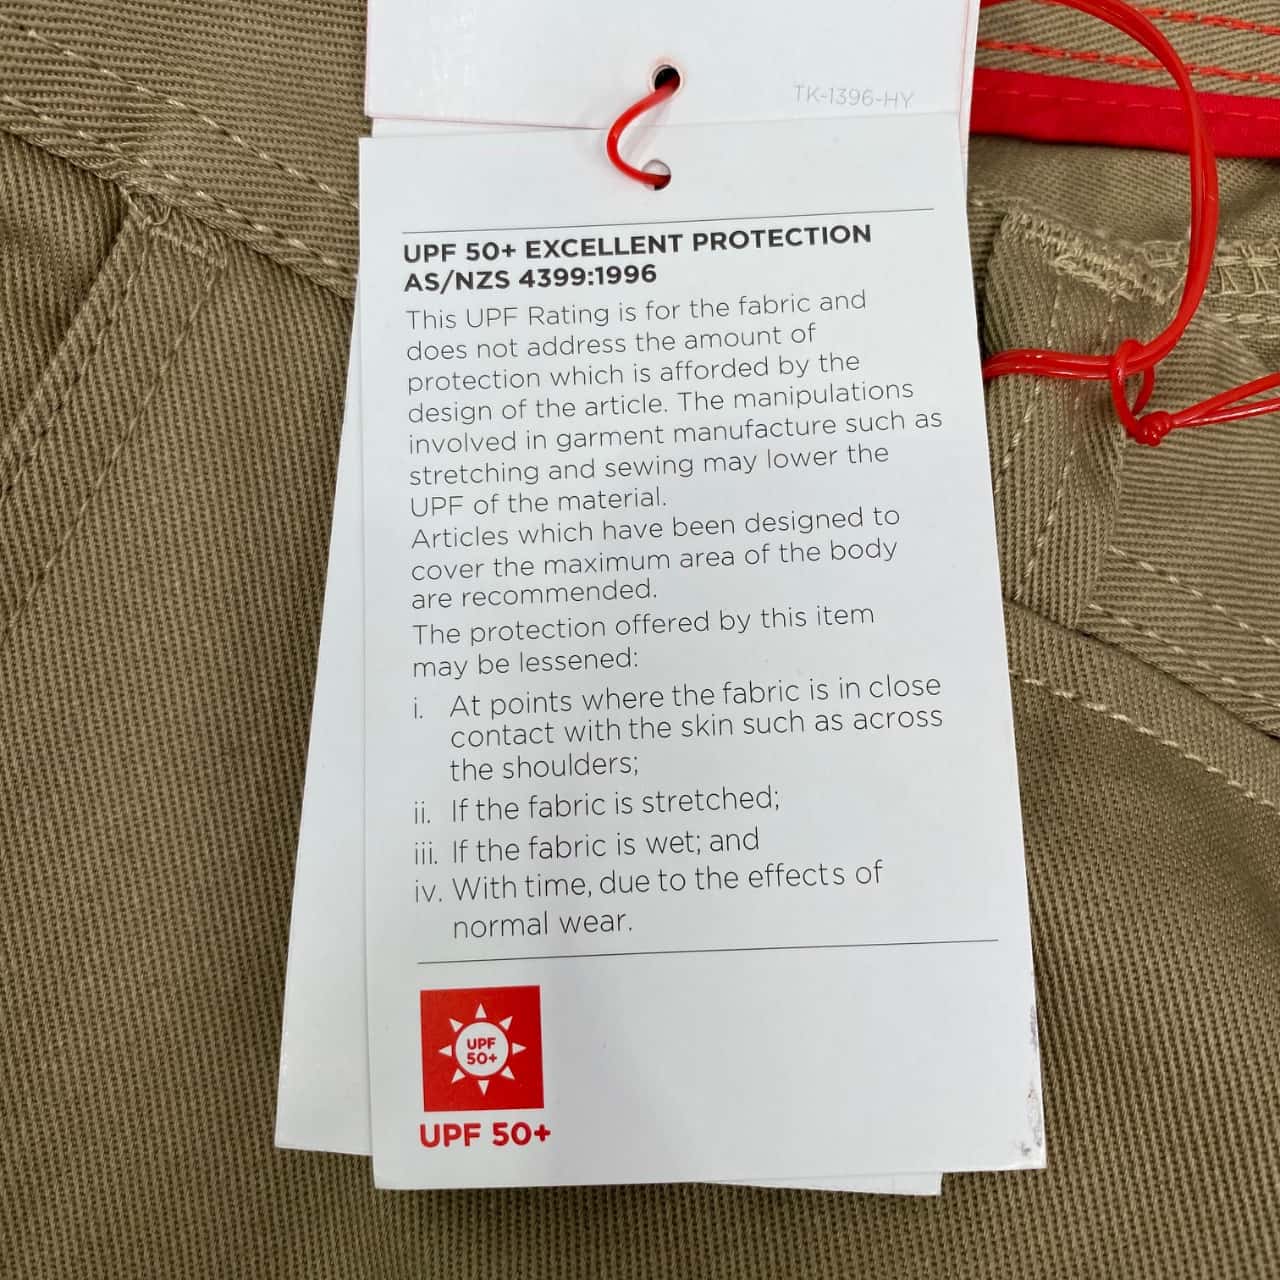 TK-1396-HY
UPF 50+ EXCELLENT PROTECTION
AS/NZS 4399:1996
This UPF Rating is for the fabric and
does not address the amount of
protection which is afforded by the
design of the article. The manipulations
involved in garment manufacture such as
stretching and sewing may lower the
UPF of the material.
Articles which have been designed to
cover the maximum area of the body
are recommended.
The protection offered by this item
may be lessened:
i. At points where the fabric is in close
contact with the skin such as across
the shoulders;
ii. If the fabric is stretched;
iii. If the fabric is wet; and
iv. With time, due to the effects of
normal wear.
UPF
50+
UPF 50+